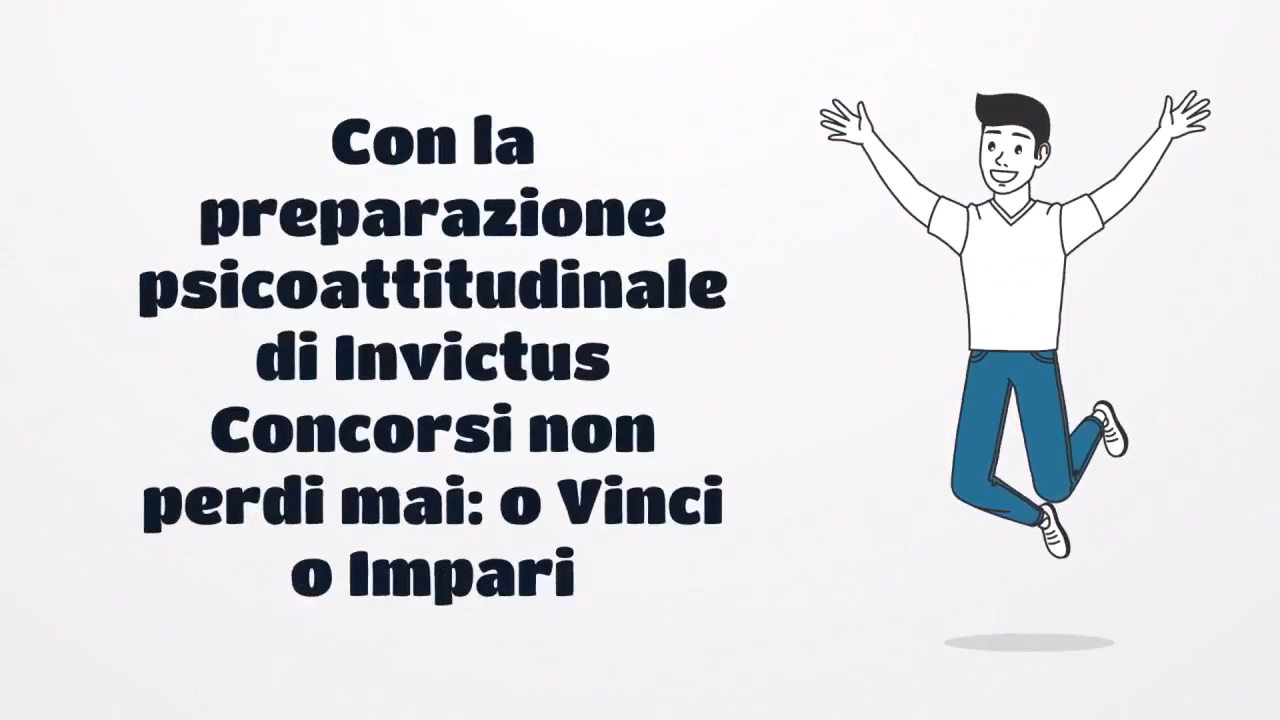 Con la
preparazione
psicoattitudinale
di Invictus
Concorsi non
perdi mai: o Vinci
o Impari